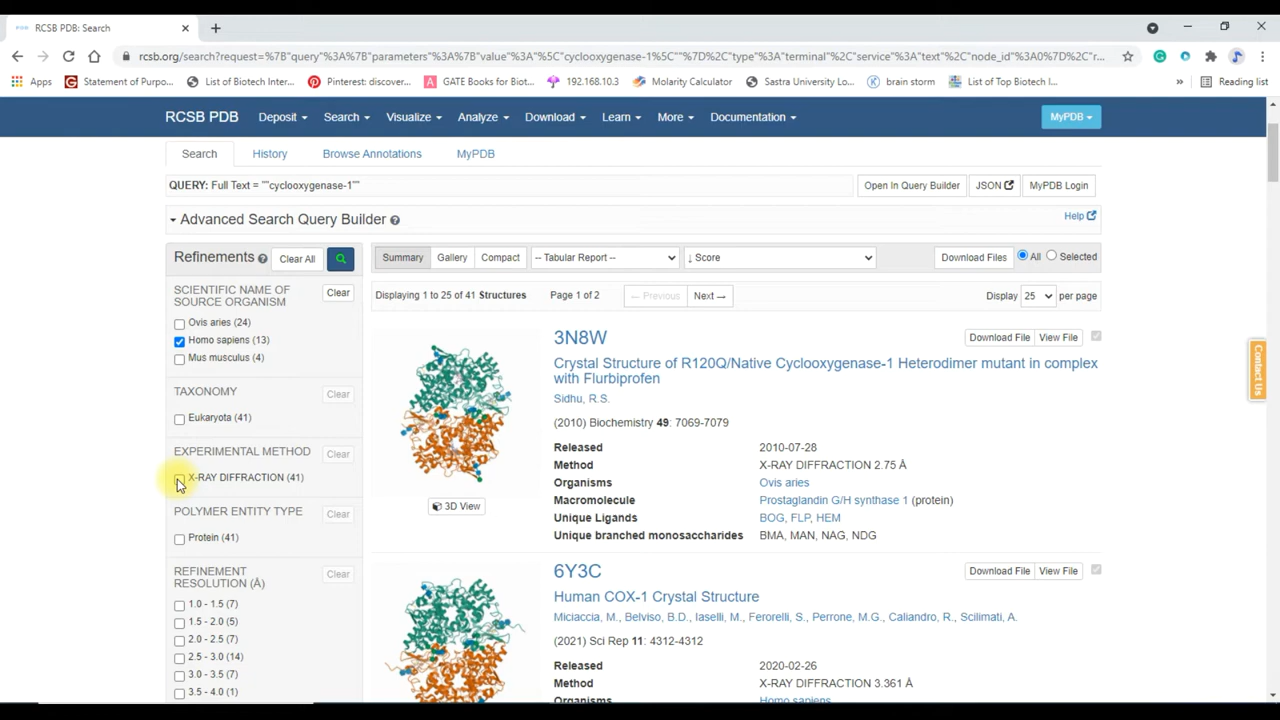 RCSB PDB: Search
rcsb.org/search?request=%7B"query"%3A%7B"parameters"%3A%7B"value"%3A%5C"cyclooxygenase-1%5C""%7D%2C"type"%3A"terminal"%2C"service"%3A"text"%2C"node_id"%3A0%7D%2C"r...
Apps
Statement of Purpo...
List of Biotech Inter...
Pinterest: discover...
GATE Books for Biot...
192.168.10.3
Molarity Calculator
Sastra University Lo...
brain storm
List of Top Biotech I...
»
Reading list
RCSB PDB Deposit Search Visualize Analyze Download Learn More Documentation MyPDB
Search History Browse Annotations MyPDB
QUERY: Full Text = ""cyclooxygenase-1""
Open In Query Builder JSON MyPDB Login
Advanced Search Query Builder
Help
Refinements Clear All
Summary Gallery Compact -- Tabular Report -- ↓ Score Download Files All Selected
SCIENTIFIC NAME OF SOURCE ORGANISM Clear
Ovis aries (24)
Homo sapiens (13)
Mus musculus (4)
TAXONOMY Clear
Eukaryota (41)
EXPERIMENTAL METHOD Clear
X-RAY DIFFRACTION (41)
POLYMER ENTITY TYPE Clear
Protein (41)
REFINEMENT RESOLUTION (Å) Clear
1.0 - 1.5 (7)
1.5 - 2.0 (5)
2.0 - 2.5 (7)
2.5 - 3.0 (14)
3.0 - 3.5 (7)
3.5 - 4.0 (1)
Displaying 1 to 25 of 41 Structures Page 1 of 2 ← Previous Next → Display 25 per page
3N8W Download File View File
Crystal Structure of R120Q/Native Cyclooxygenase-1 Heterodimer mutant in complex
with Flurbiprofen
Sidhu, R.S.
(2010) Biochemistry 49: 7069-7079
Released 2010-07-28
Method X-RAY DIFFRACTION 2.75 Å
Organisms Ovis aries
Macromolecule Prostaglandin G/H synthase 1 (protein)
Unique Ligands BOG, FLP, HEM
Unique branched monosaccharides BMA, MAN, NAG, NDG
3D View
6Y3C Download File View File
Human COX-1 Crystal Structure
Miciaccia, M., Belviso, B.D., Iaselli, M., Ferorelli, S., Perrone, M.G., Caliandro, R., Scilimati, A.
(2021) Sci Rep 11: 4312-4312
Released 2020-02-26
Method X-RAY DIFFRACTION 3.361 Å
Organisms Homo sapiens
Contact Us